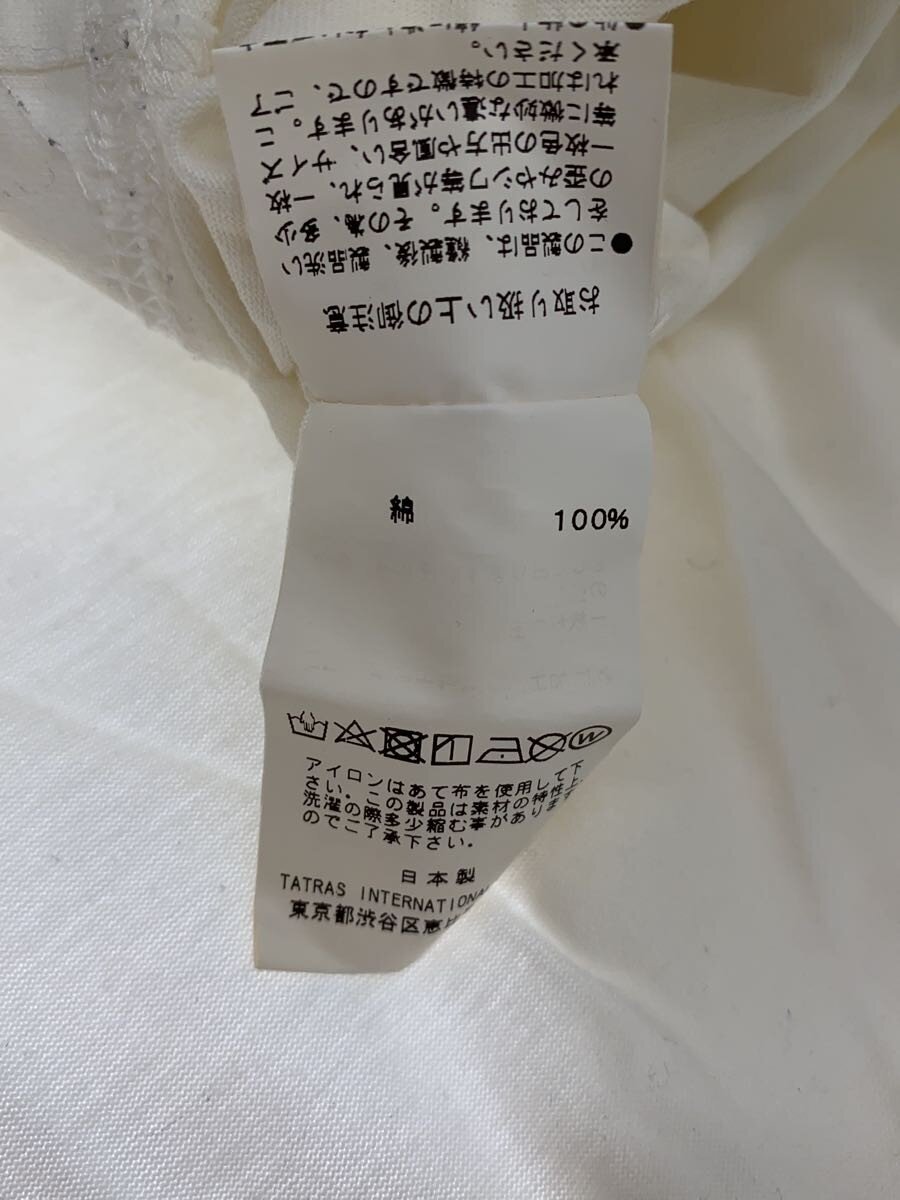 お取り扱い上の御注意
●この製品は、縫製後、製品洗い
をしております。その為、多少
の歪みやシワ等が見られ、一枚
一枚色の出方や風合い、サイズ
等に微妙な違いがあります。こ
れは加工の特徴ですので、ご了
承ください。
綿 100%
アイロンはあて布を使用して下
さい。この製品は素材の特性上、
洗濯の際多少縮む事があります
のでご了承下さい。
日本製
TATRAS INTERNATIONAL
東京都渋谷区恵比